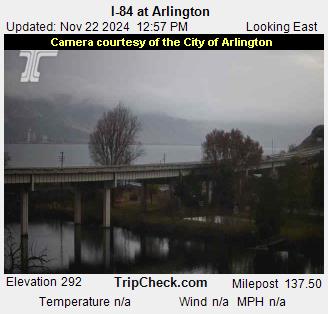 I-84 at Arlington
Updated: Nov 22 2024 12:57 PM Looking East
Camera courtesy of the City of Arlington
Elevation 292 TripCheck.com Milepost 137.50
Temperature n/a Wind n/a MPH n/a